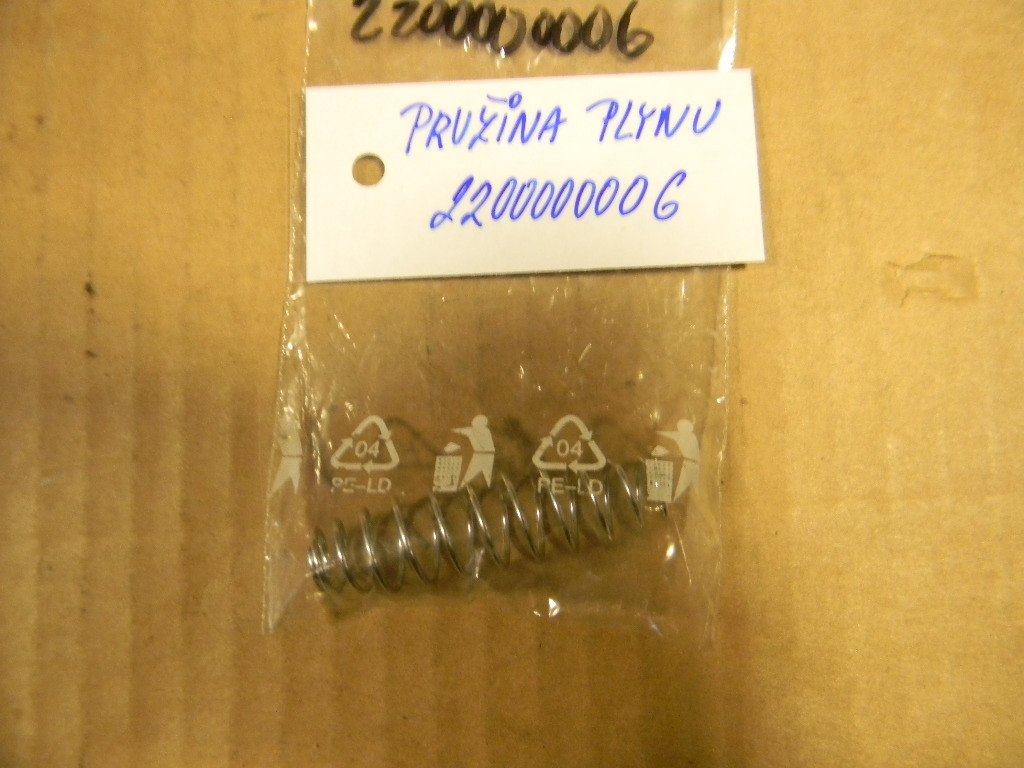 2200000006
PRUŽINA PLYNU
2200000006
04 04
PE-LD PE-LD